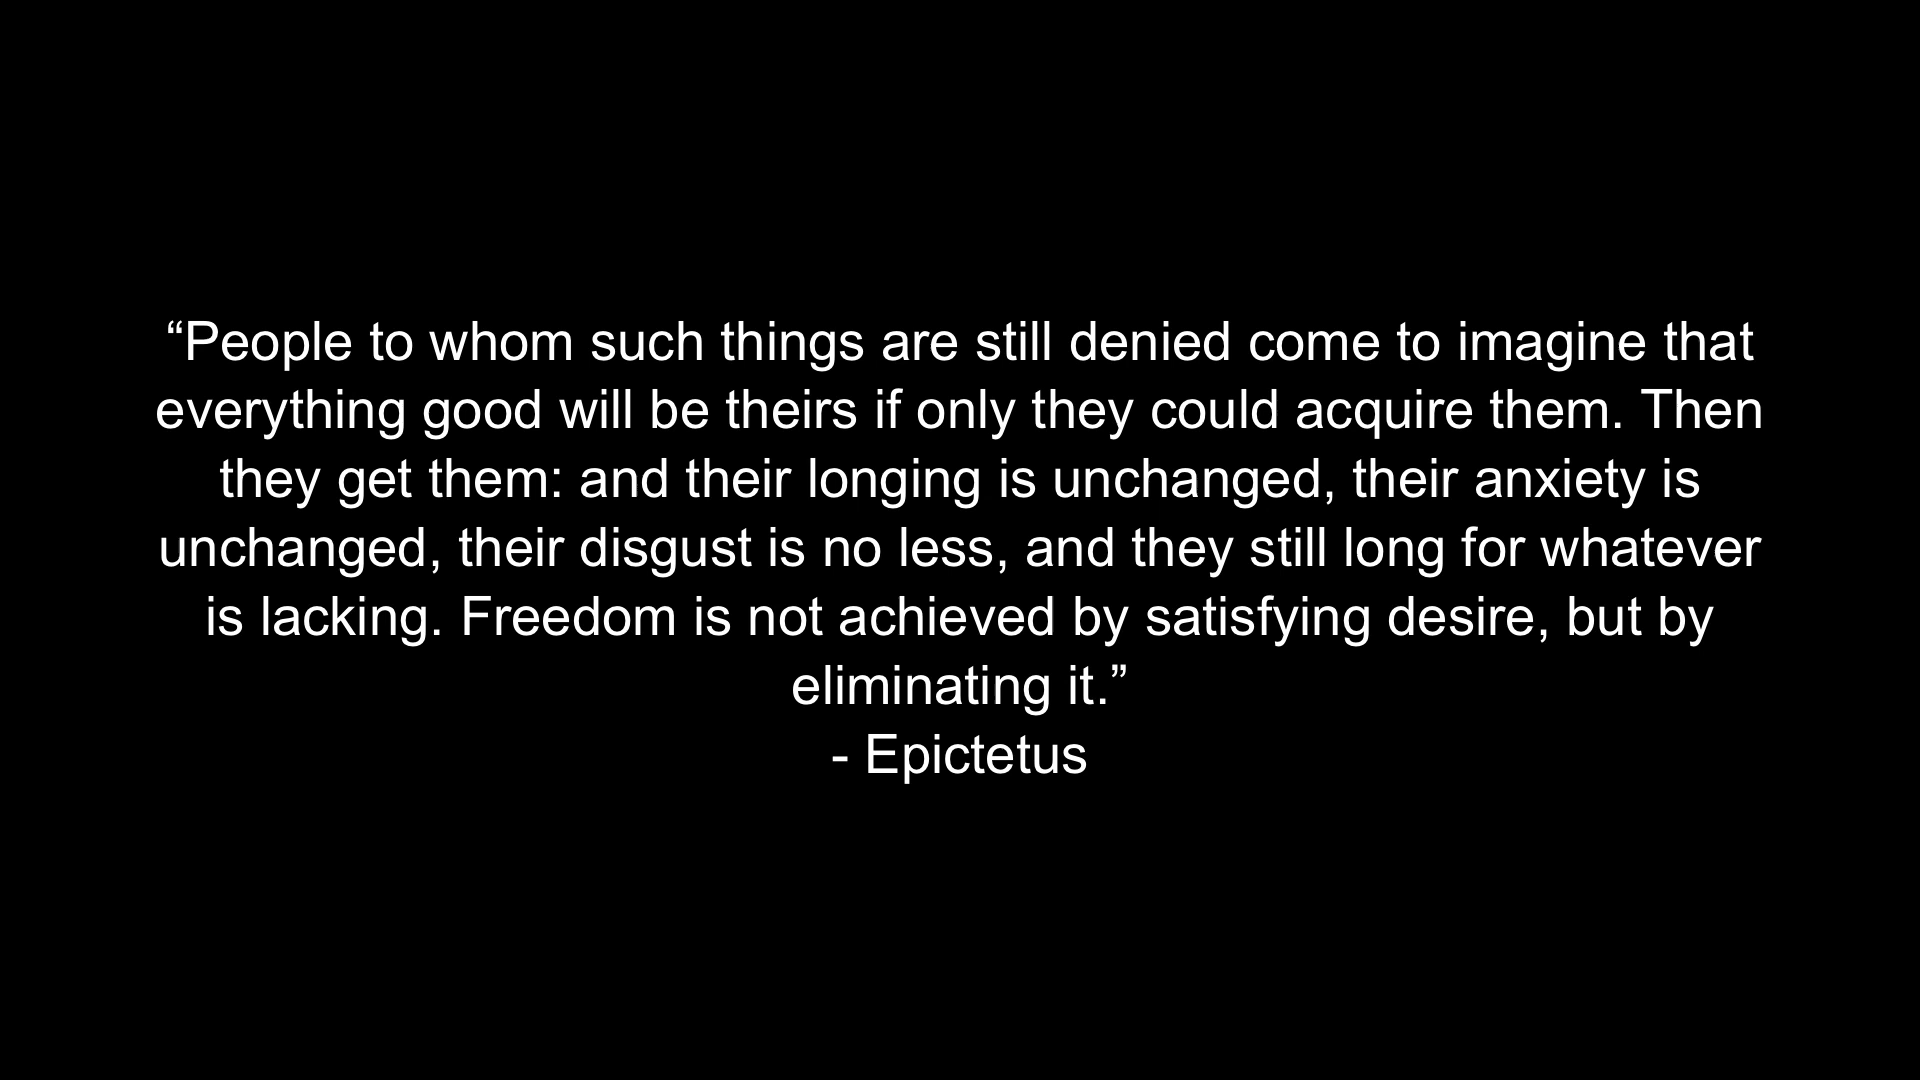 “People to whom such things are still denied come to imagine that
everything good will be theirs if only they could acquire them. Then
they get them: and their longing is unchanged, their anxiety is
unchanged, their disgust is no less, and they still long for whatever
is lacking. Freedom is not achieved by satisfying desire, but by
eliminating it.”
- Epictetus